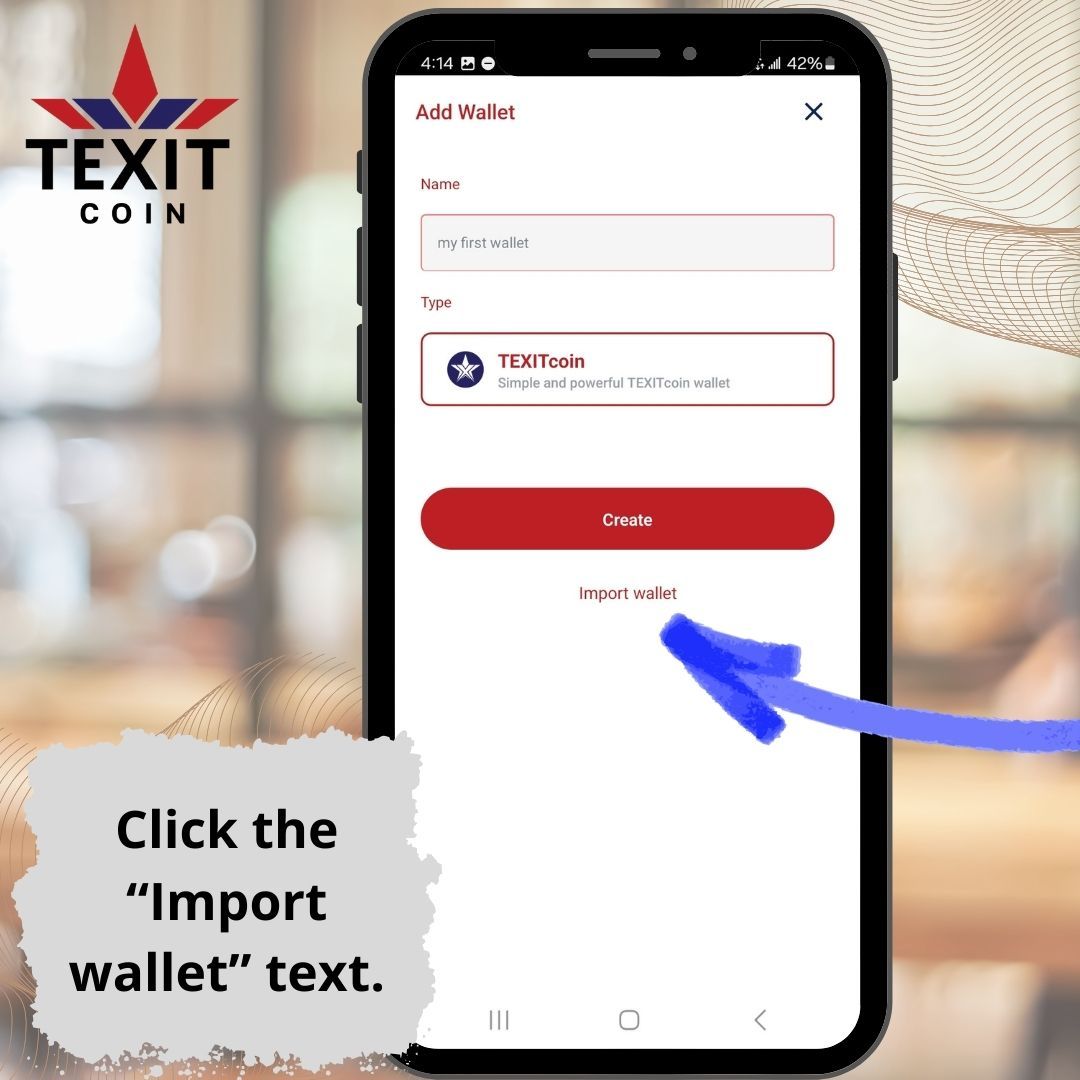 TEXIT
COIN
4:14
42%
Add Wallet
Name
my first wallet
Type
TEXITcoin
Simple and powerful TEXITcoin wallet
Create
Import wallet
Click the
“Import
wallet” text.